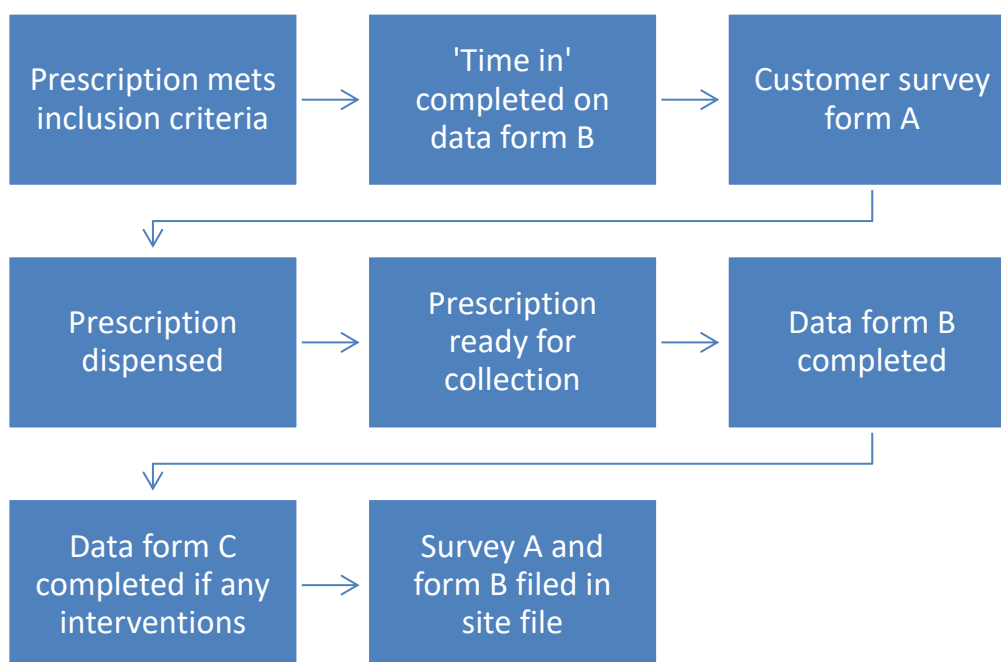 Prescription mets
inclusion criteria
'Time in'
completed on
data form B
Customer survey
form A
Prescription
dispensed
Prescription
ready for
collection
Data form B
completed
Data form C
completed if any
interventions
Survey A and
form B filed in
site file